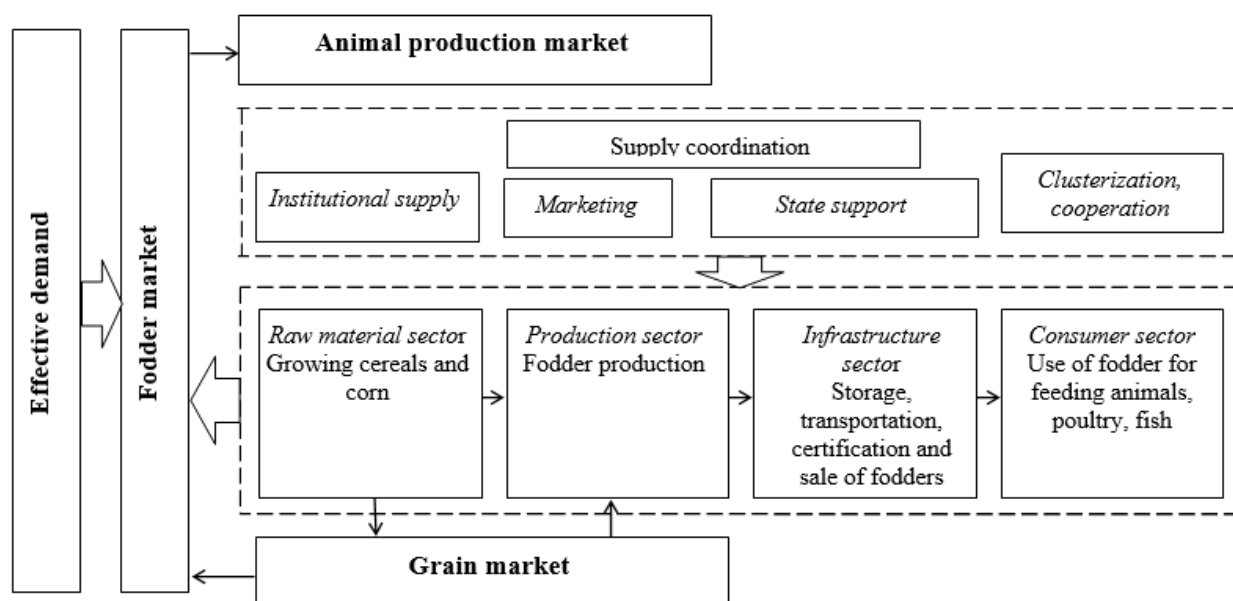 Effective demand
Fodder market
Animal production market
Supply coordination
Institutional supply
Marketing
State support
Clusterization,
cooperation
Raw material sector
Growing cereals and
corn
Production sector
Fodder production
Infrastructure
sector
Storage,
transportation,
certification and
sale of fodders
Consumer sector
Use of fodder for
feeding animals,
poultry, fish
Grain market